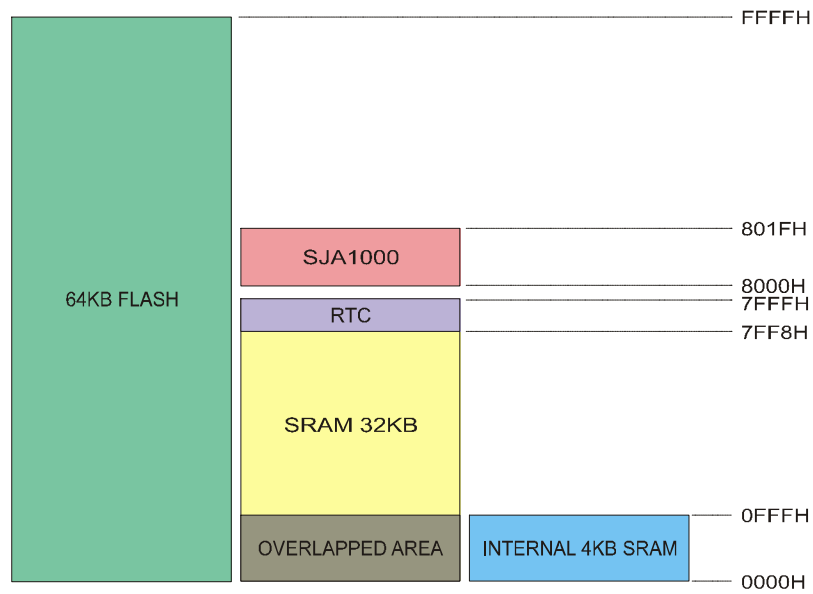 FFFFH
801FH
SJA1000
8000H
64KB FLASH
7FFFH
RTC
7FF8H
SRAM 32KB
0FFFH
OVERLAPPED AREA
INTERNAL 4KB SRAM
0000H